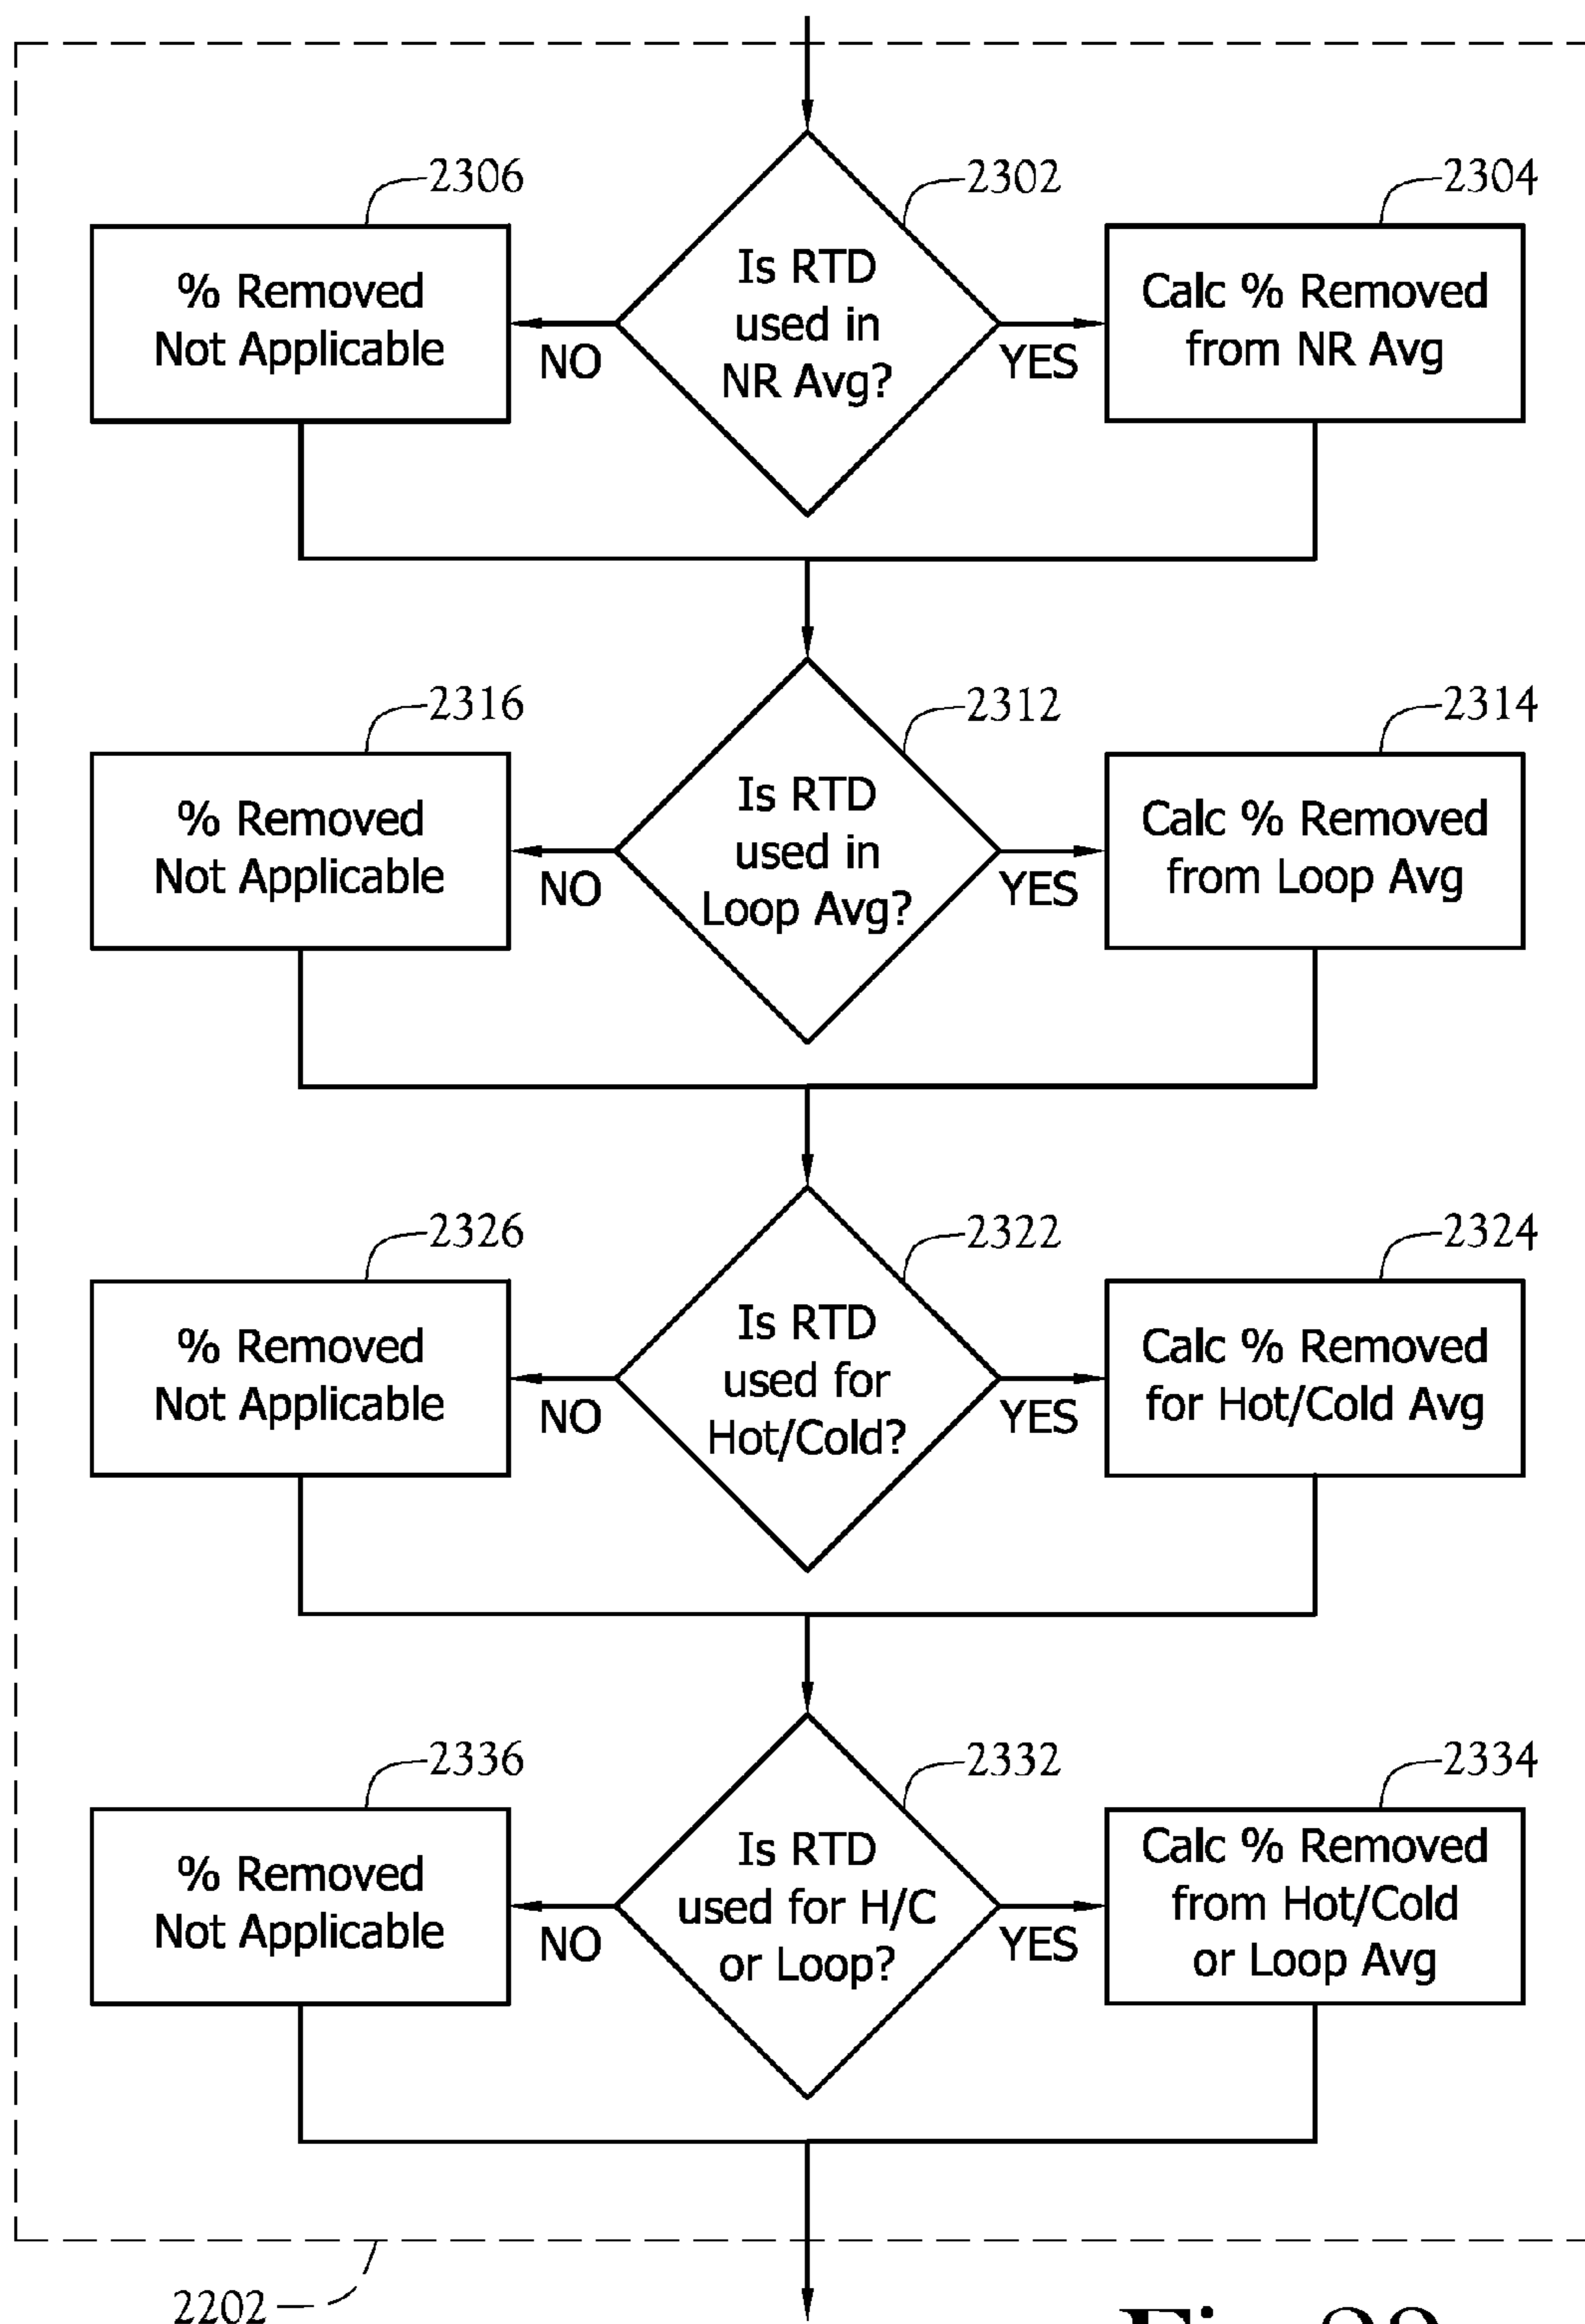 2306
2302
2304
% Removed
Not Applicable
Is RTD
used in
NR Avg?
Calc % Removed
from NR Avg
NO
YES
2316
2312
2314
% Removed
Not Applicable
Is RTD
used in
Loop Avg?
Calc % Removed
from Loop Avg
NO
YES
2326
2322
2324
% Removed
Not Applicable
Is RTD
used for
Hot/Cold?
Calc % Removed
for Hot/Cold Avg
NO
YES
2336
2332
2334
% Removed
Not Applicable
Is RTD
used for H/C
or Loop?
Calc % Removed
from Hot/Cold
or Loop Avg
NO
YES
2202